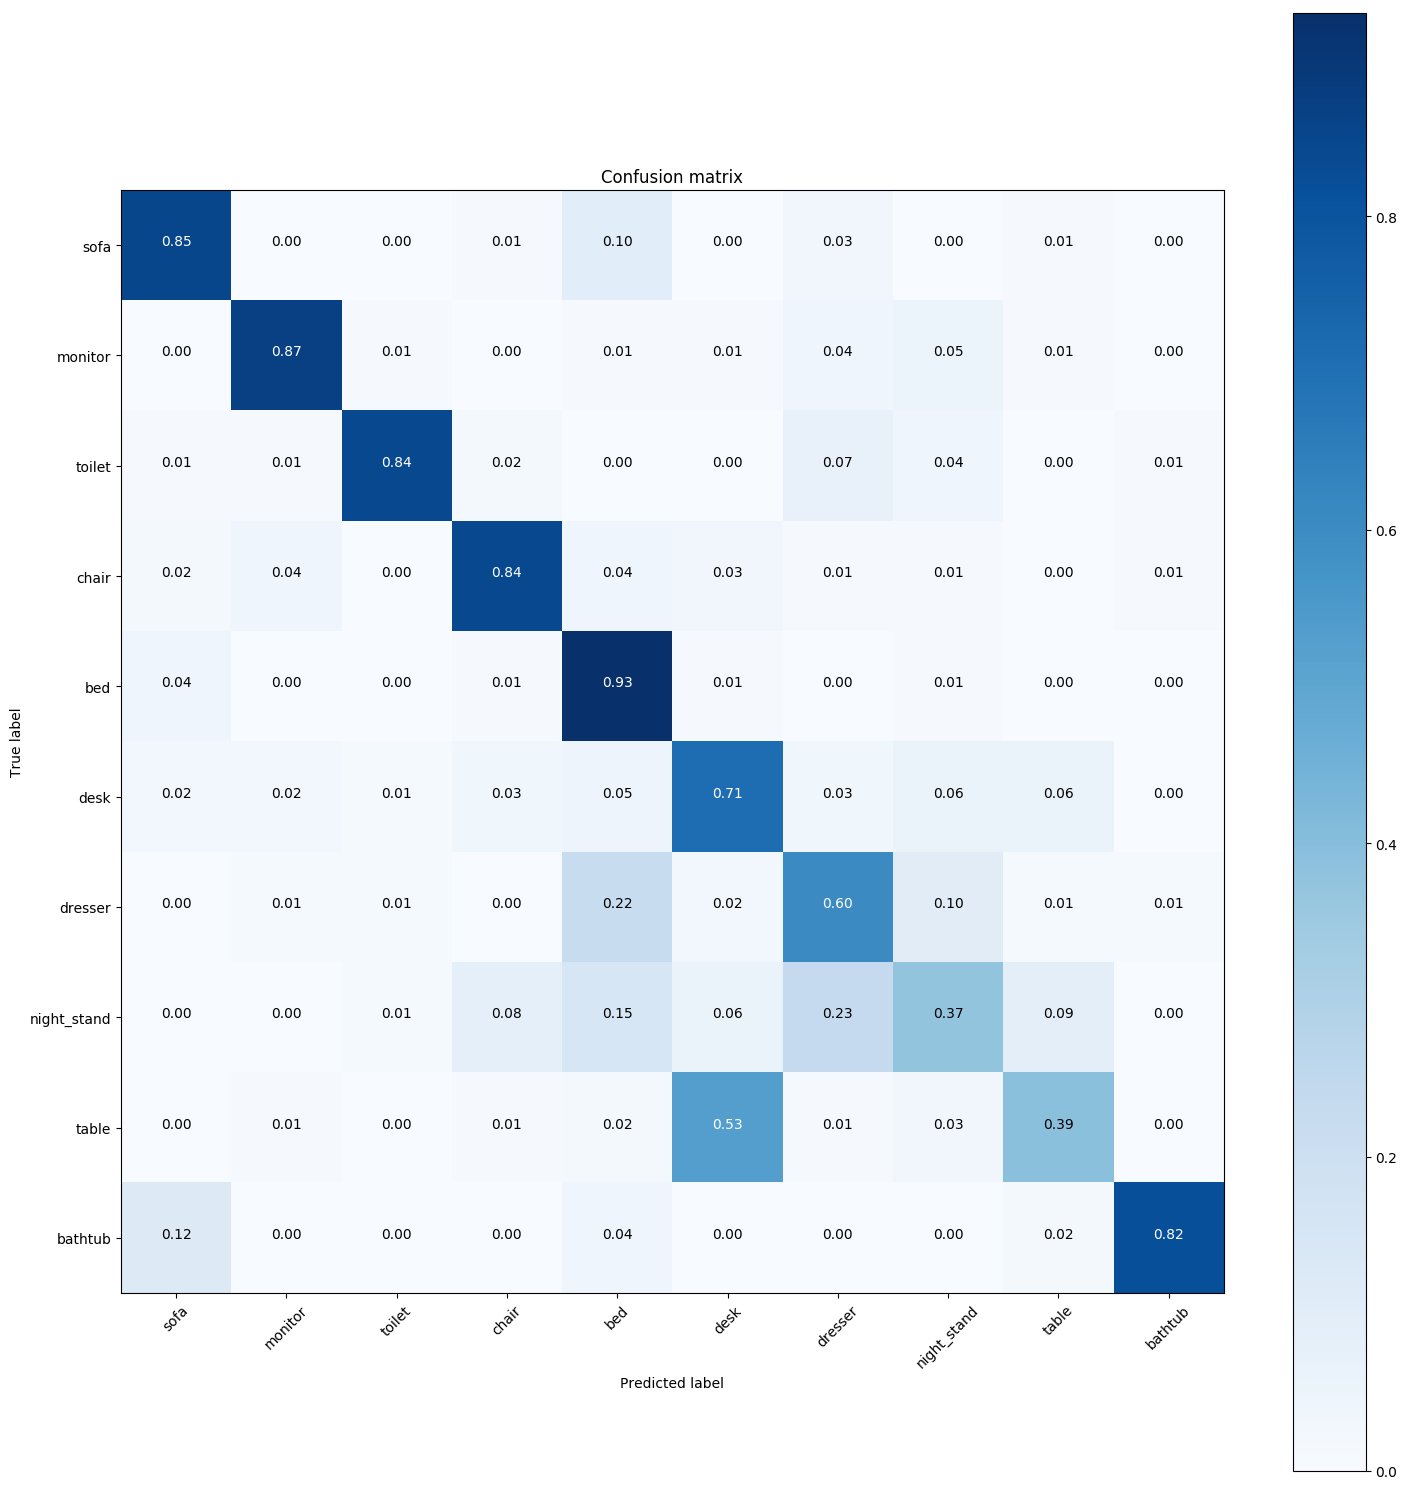 Confusion matrix
sofa 0.85 0.00 0.00 0.01 0.10 0.00 0.03 0.00 0.01 0.00
monitor 0.00 0.87 0.01 0.00 0.01 0.01 0.04 0.05 0.01 0.00
toilet 0.01 0.01 0.84 0.02 0.00 0.00 0.07 0.04 0.00 0.01
chair 0.02 0.04 0.00 0.84 0.04 0.03 0.01 0.01 0.00 0.01
bed 0.04 0.00 0.00 0.01 0.93 0.01 0.00 0.01 0.00 0.00
desk 0.02 0.02 0.01 0.03 0.05 0.71 0.03 0.06 0.06 0.00
dresser 0.00 0.01 0.01 0.00 0.22 0.02 0.60 0.10 0.01 0.01
night_stand 0.00 0.00 0.01 0.08 0.15 0.06 0.23 0.37 0.09 0.00
table 0.00 0.01 0.00 0.01 0.02 0.53 0.01 0.03 0.39 0.00
bathtub 0.12 0.00 0.00 0.00 0.04 0.00 0.00 0.00 0.02 0.82
sofa monitor toilet chair bed desk dresser night_stand table bathtub
Predicted label
True label
0.8
0.6
0.4
0.2
0.0